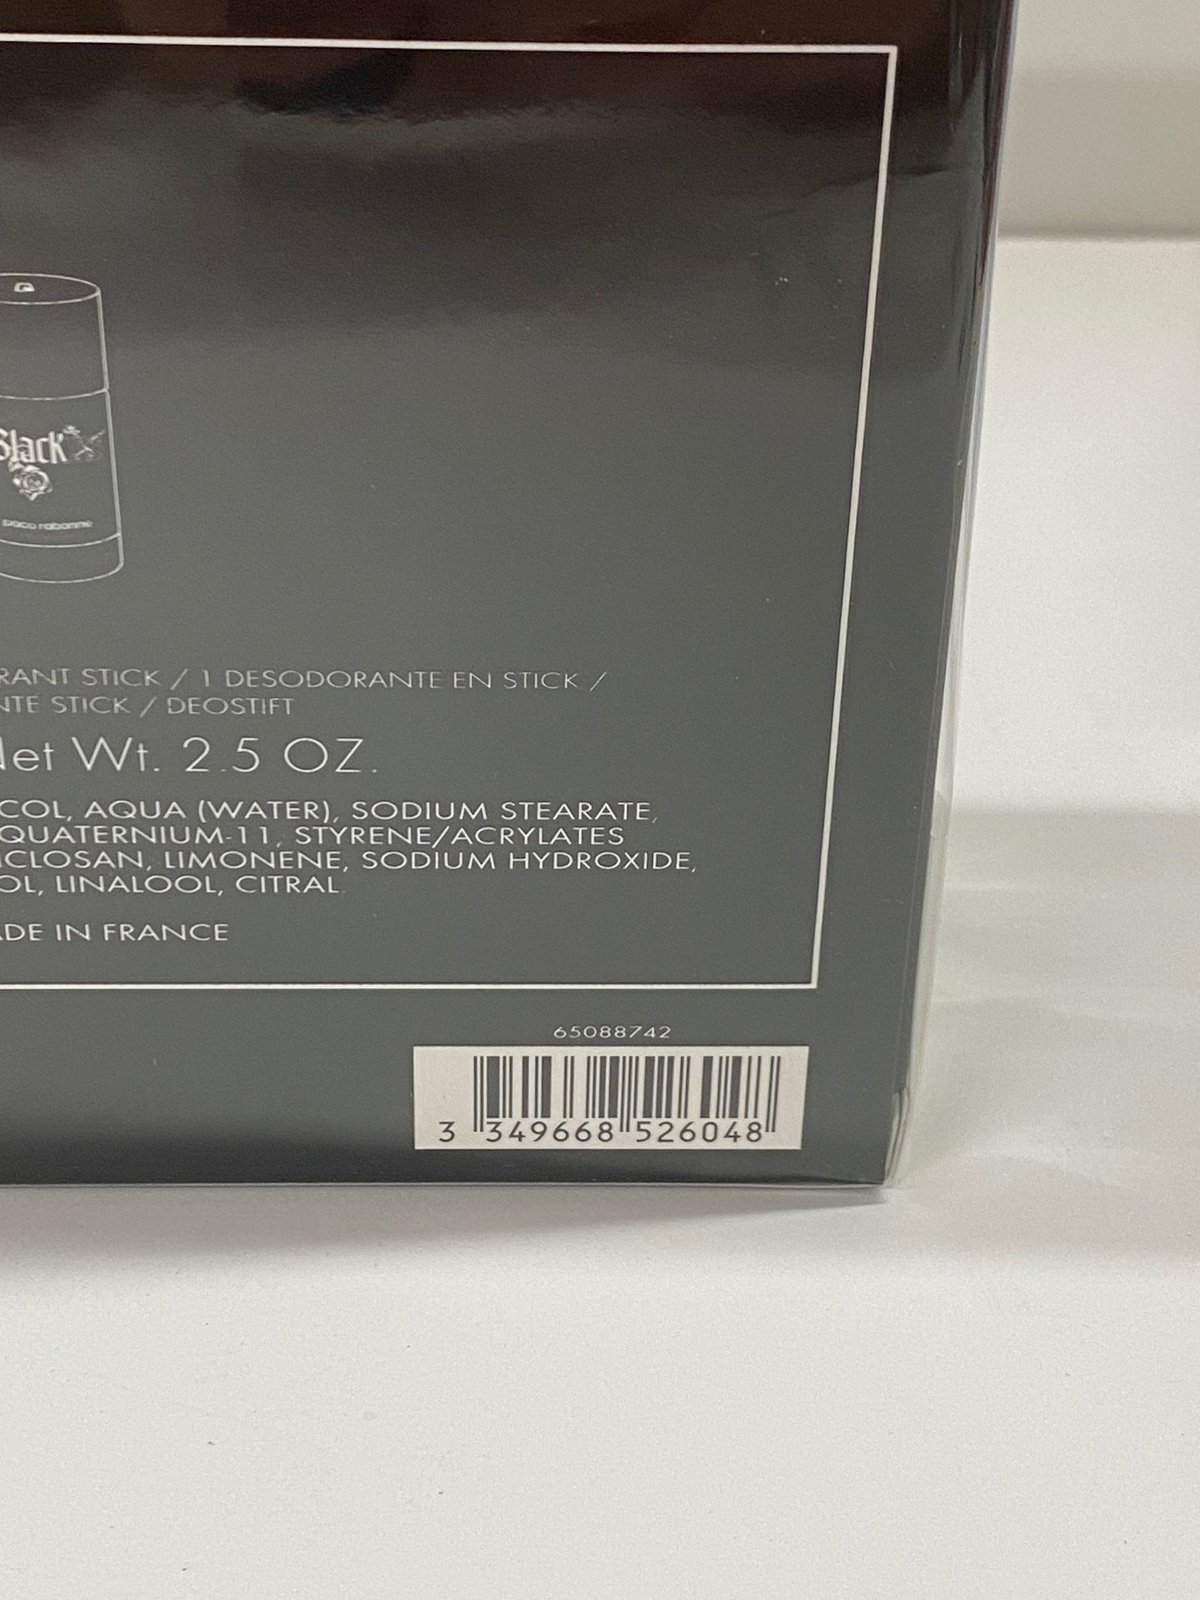 Black
paco rabanne
RANT STICK / 1 DESODORANTE EN STICK /
NTE STICK / DEOSTIFT
Net Wt. 2.5 OZ.
COL, AQUA (WATER), SODIUM STEARATE,
QUATERNIUM-11, STYRENE/ACRYLATES
ICLOSAN, LIMONENE, SODIUM HYDROXIDE,
OL, LINALOOL, CITRAL
ADE IN FRANCE
65088742
3 349668 526048